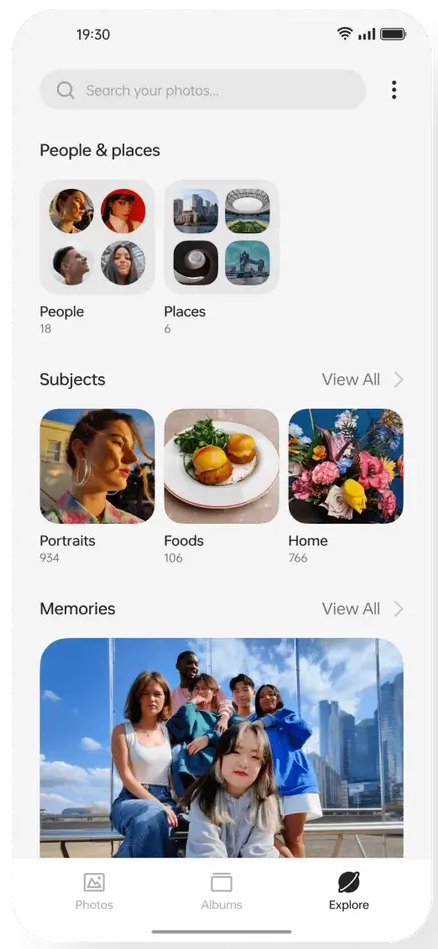 19:30
Search your photos...
People & places
People
18
Places
6
Subjects
View All
Portraits
934
Foods
106
Home
766
Memories
View All
Photos
Albums
Explore